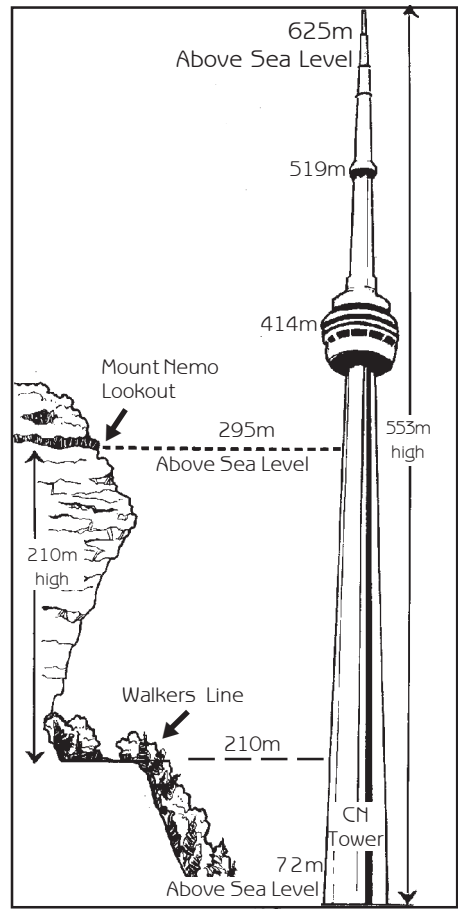 625m
Above Sea Level
519m
414m
Mount Nemo
Lookout
295m
Above Sea Level
553m
high
210m
high
Walkers Line
210m
CN
Tower
72m
Above Sea Level